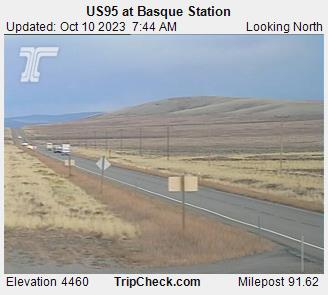 US95 at Basque Station
Updated: Oct 10 2023 7:44 AM Looking North
Elevation 4460 TripCheck.com Milepost 91.62